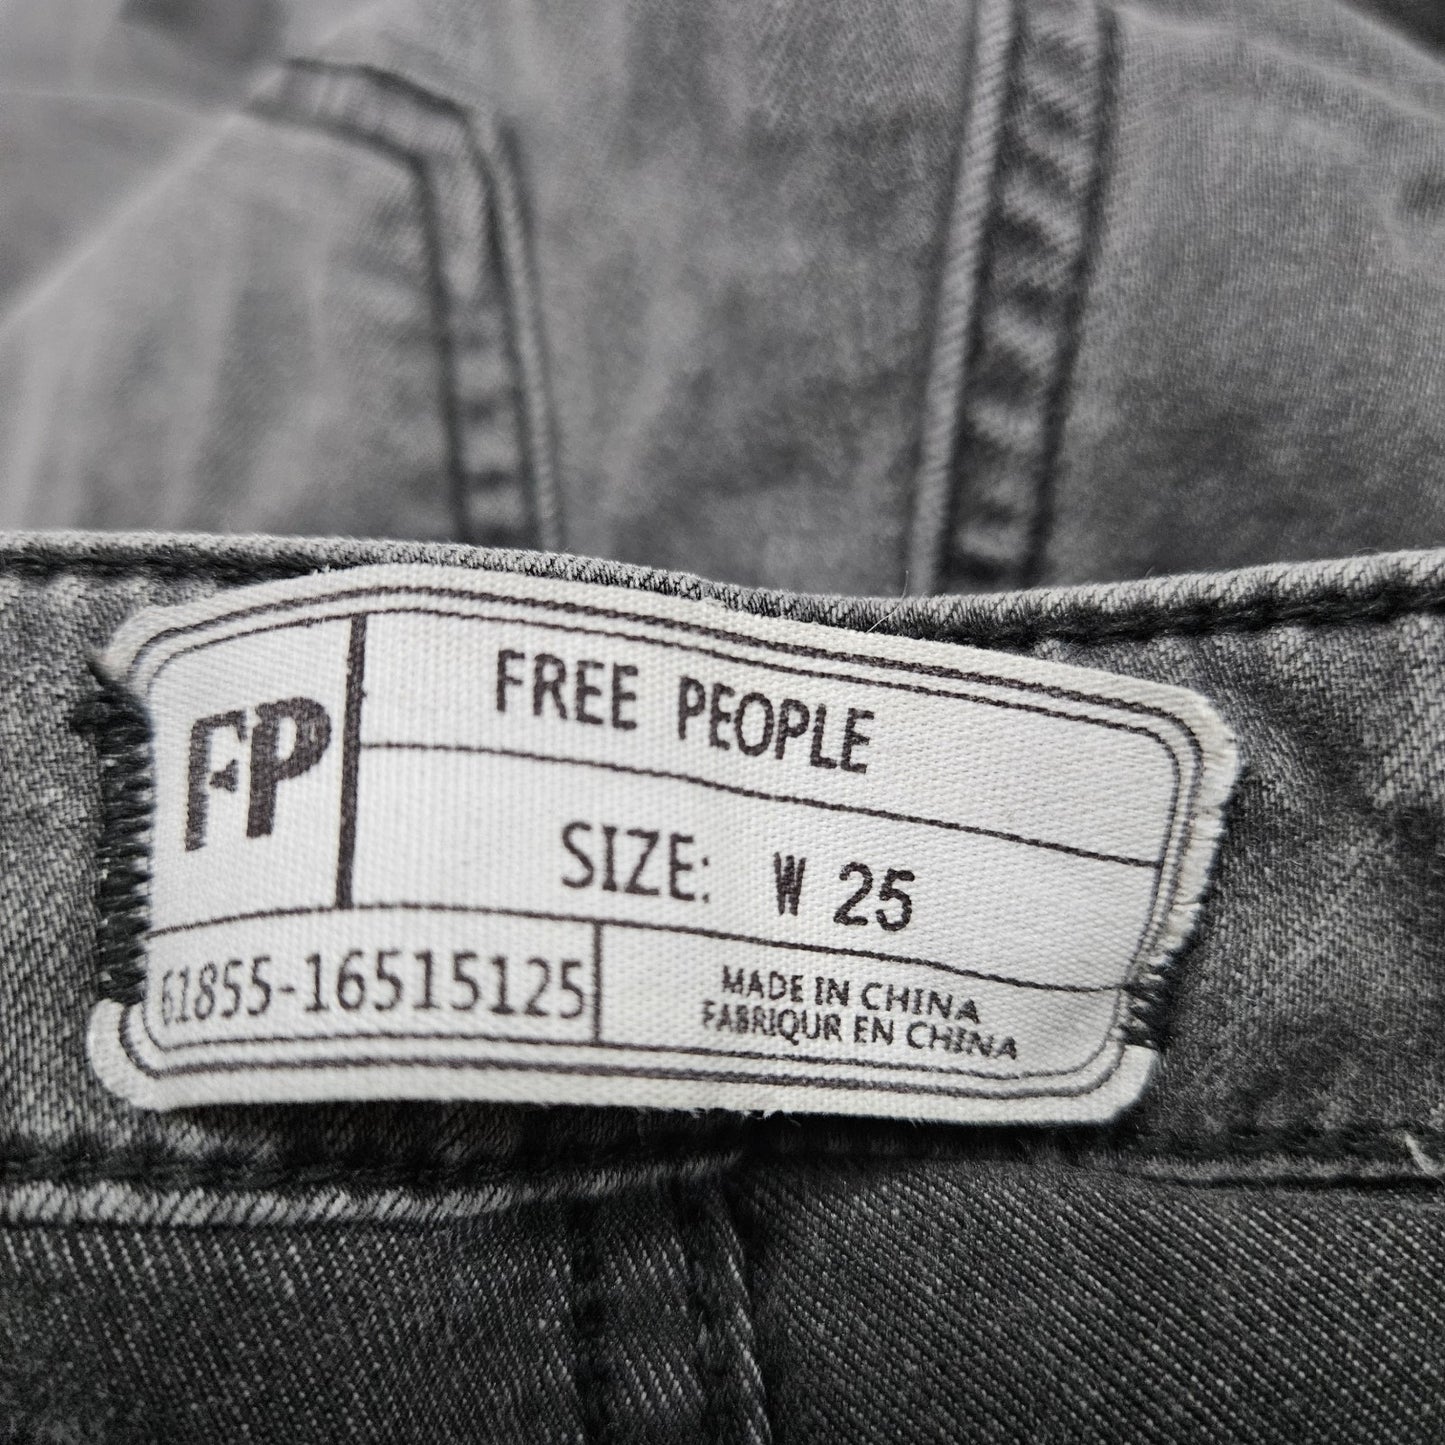 FP
FREE PEOPLE
SIZE: W 25
61855-16515125
MADE IN CHINA
FABRIQUR EN CHINA